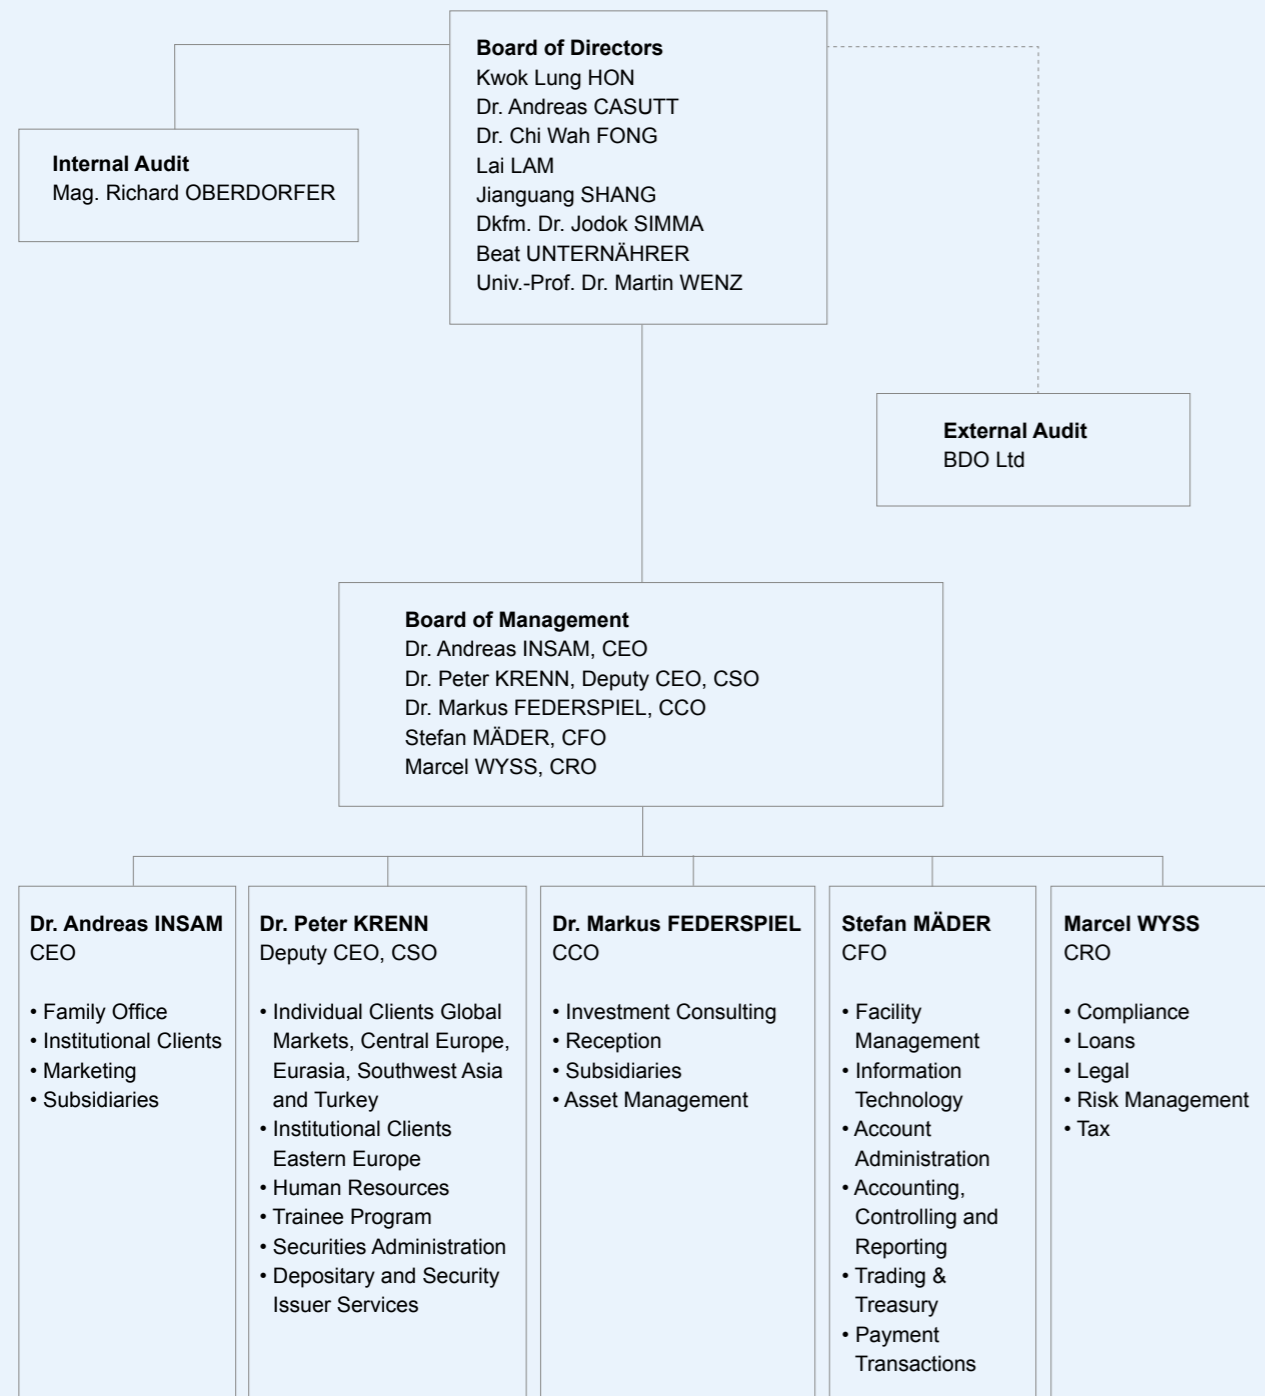 Board of Directors
Kwok Lung HON
Dr. Andreas CASUTT
Dr. Chi Wah FONG
Lai LAM
Jianguang SHANG
Dkfm. Dr. Jodok SIMMA
Beat UNTERNÄHRER
Univ.-Prof. Dr. Martin WENZ
Internal Audit
Mag. Richard OBERDORFER
External Audit
BDO Ltd
Board of Management
Dr. Andreas INSAM, CEO
Dr. Peter KRENN, Deputy CEO, CSO
Dr. Markus FEDERSPIEL, CCO
Stefan MÄDER, CFO
Marcel WYSS, CRO
Dr. Andreas INSAM
CEO
• Family Office
• Institutional Clients
• Marketing
• Subsidiaries
Dr. Peter KRENN
Deputy CEO, CSO
• Individual Clients Global
Markets, Central Europe,
Eurasia, Southwest Asia
and Turkey
• Institutional Clients
Eastern Europe
• Human Resources
• Trainee Program
• Securities Administration
• Depositary and Security
Issuer Services
Dr. Markus FEDERSPIEL
CCO
• Investment Consulting
• Reception
• Subsidiaries
• Asset Management
Stefan MÄDER
CFO
• Facility
Management
• Information
Technology
• Account
Administration
• Accounting,
Controlling and
Reporting
• Trading &
Treasury
• Payment
Transactions
Marcel WYSS
CRO
• Compliance
• Loans
• Legal
• Risk Management
• Tax